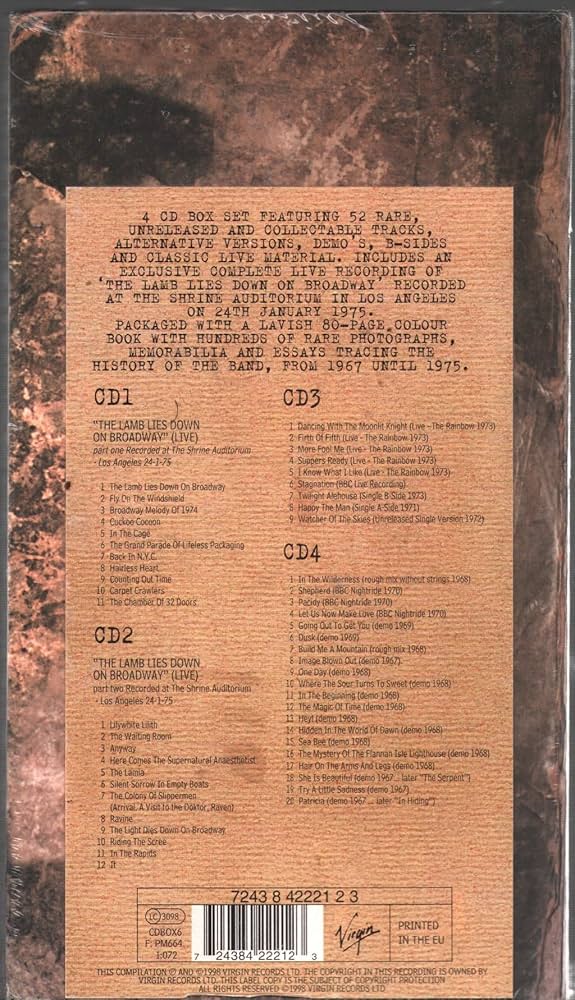 4 CD BOX SET FEATURING 52 RARE,
UNRELEASED AND COLLECTABLE TRACKS,
ALTERNATIVE VERSIONS, DEMO'S, B-SIDES
AND CLASSIC LIVE MATERIAL. INCLUDES AN
EXCLUSIVE COMPLETE LIVE RECORDING OF
'THE LAMB LIES DOWN ON BROADWAY' RECORDED
AT THE SHRINE AUDITORIUM IN LOS ANGELES
ON 24TH JANUARY 1975.
PACKAGED WITH A LAVISH 80-PAGE COLOUR
BOOK WITH HUNDREDS OF RARE PHOTOGRAPHS,
MEMORABILIA AND ESSAYS TRACING THE
HISTORY OF THE BAND, FROM 1967 UNTIL 1975.
CD1
"THE LAMB LIES DOWN
ON BROADWAY" (LIVE)
part one Recorded at The Shrine Auditorium
- Los Angeles 24-1-75
1 The Lamb Lies Down On Broadway
2 Fly On The Windshield
3 Broadway Melody Of 1974
4 Cuckoo Cocoon
5 In The Cage
6 The Grand Parade Of Lifeless Packaging
7 Back In N.Y.C.
8 Hairless Heart
9 Counting Out Time
10 Carpet Crawlers
11 The Chamber Of 32 Doors
CD2
"THE LAMB LIES DOWN
ON BROADWAY" (LIVE)
part two Recorded at The Shrine Auditorium
- Los Angeles 24-1-75
1 Lilywhite Lilith
2 The Waiting Room
3 Anyway
4 Here Comes The Supernatural Anaesthetist
5 The Lamia
6 Silent Sorrow In Empty Boats
7 The Colony Of Slippermen
(Arrival, A Visit to the Doktor, Raven)
8 Ravine
9 The Light Dies Down On Broadway
10 Riding The Scree
11 In The Rapids
12 It
CD3
1 Dancing With The Moonlit Knight (Live - The Rainbow 1973)
2 Firth Of Fifth (Live - The Rainbow 1973)
3 More Fool Me (Live - The Rainbow 1973)
4 Suppers Ready (Live - The Rainbow 1973)
5 I Know What I Like (Live - The Rainbow 1973)
6 Stagnation (BBC Live Recording)
7 Twilight Alehouse (Single B-Side 1973)
8 Happy The Man (Single A-Side 1971)
9 Watcher Of The Skies (Unreleased Single Version 1972)
CD4
1 In The Wilderness (rough mix without strings 1968)
2 Shepherd (BBC Nightride 1970)
3 Pacidy (BBC Nightride 1970)
4 Let Us Now Make Love (BBC Nightride 1970)
5 Going Out To Get You (demo 1969)
6 Dusk (demo 1969)
7 Build Me A Mountain (rough mix 1968)
8 Image Blown Out (demo 1967)
9 One Day (demo 1968)
10 Where The Sour Turns To Sweet (demo 1968)
11 In The Beginning (demo 1968)
12 The Magic Of Time (demo 1968)
13 Hey! (demo 1968)
14 Hidden In The World Of Dawn (demo 1968)
15 Sea Bee (demo 1968)
16 The Mystery Of The Flannan Isle Lighthouse (demo 1968)
17 Hair On The Arms And Legs (demo 1968)
18 She Is Beautiful (demo 1967 ... later "The Serpent")
19 Try A Little Sadness (demo 1967)
20 Patricia (demo 1967 ... later "In Hiding")
7243 8 42221 2 3
LC 3098
CDBOX6
F: PM664
1:072
7 24384 22212 3
Virgin
PRINTED
IN THE EU
THIS COMPILATION ℗ AND ©1998 VIRGIN RECORDS LTD. THE COPYRIGHT IN THIS RECORDING IS OWNED BY
VIRGIN RECORDS LTD. THIS LABEL COPY IS THE SUBJECT OF COPYRIGHT PROTECTION
ALL RIGHTS RESERVED ©1998 VIRGIN RECORDS LTD